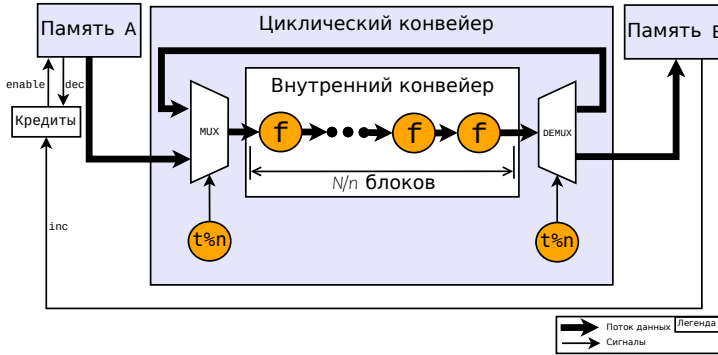 Память A
Циклический конвейер
Память B
enable
dec
Внутренний конвейер
Кредиты
MUX
f
f
f
DEMUX
N/n блоков
inc
t%n
t%n
Поток данных
Легенда
Сигналы